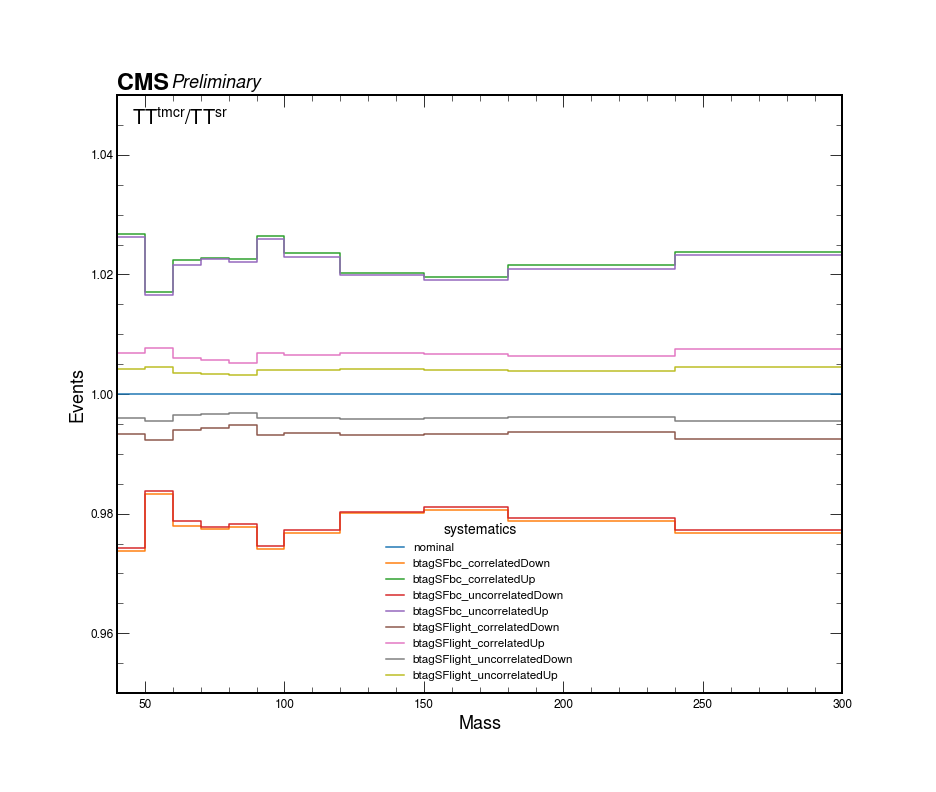 CMS Preliminary
TT^tmcr/TT^sr
1.04
1.02
1.00
0.98
0.96
Events
systematics
nominal
btagSFbc_correlatedDown
btagSFbc_correlatedUp
btagSFbc_uncorrelatedDown
btagSFbc_uncorrelatedUp
btagSFlight_correlatedDown
btagSFlight_correlatedUp
btagSFlight_uncorrelatedDown
btagSFlight_uncorrelatedUp
50 100 150 200 250 300
Mass